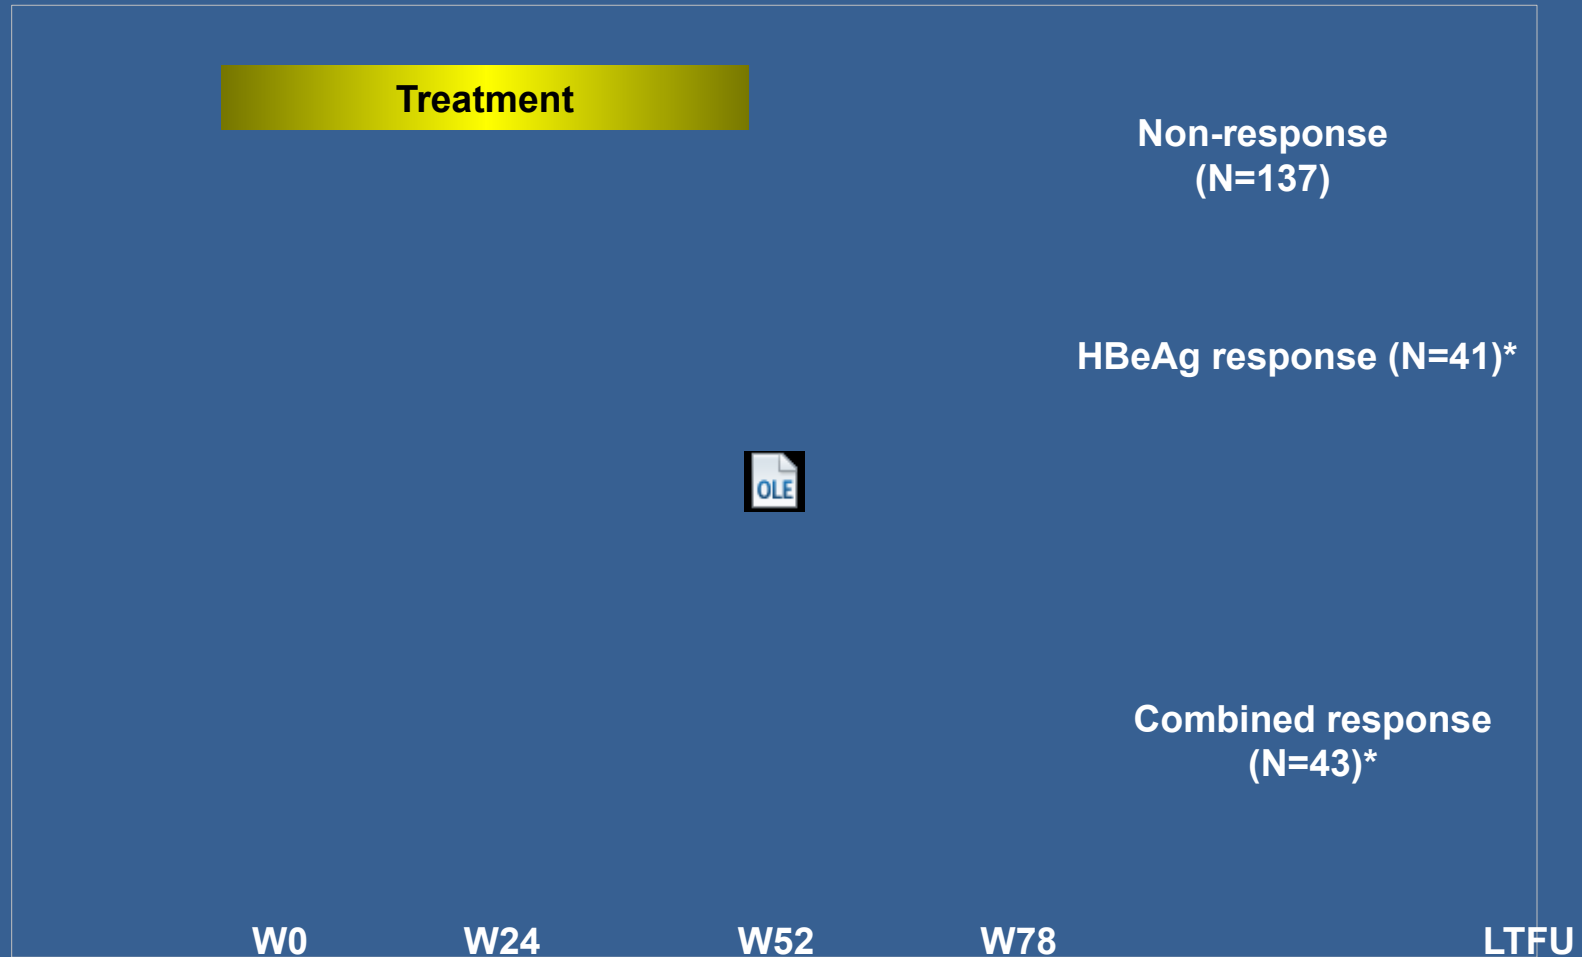 Treatment
Non-response
(N=137)
HBeAg response (N=41)*
OLE
Combined response
(N=43)*
W0 W24 W52 W78 LTFU